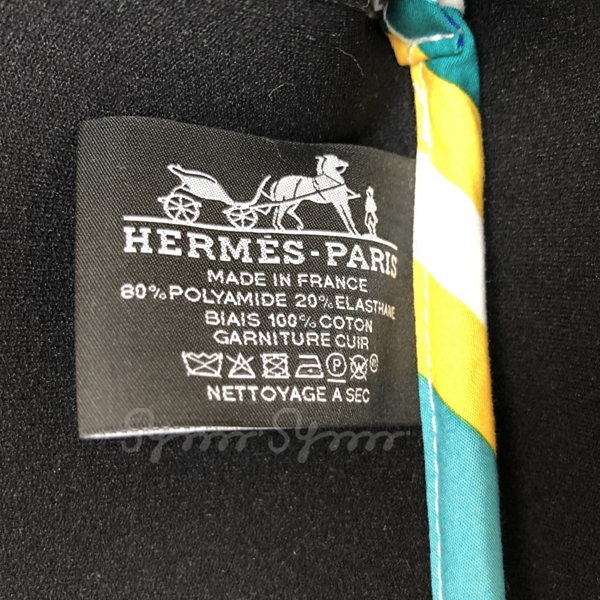 HERMÈS-PARIS
MADE IN FRANCE
80% POLYAMIDE 20% ELASTHANE
BIAIS 100% COTON
GARNITURE CUIR
P
NETTOYAGE A SEC